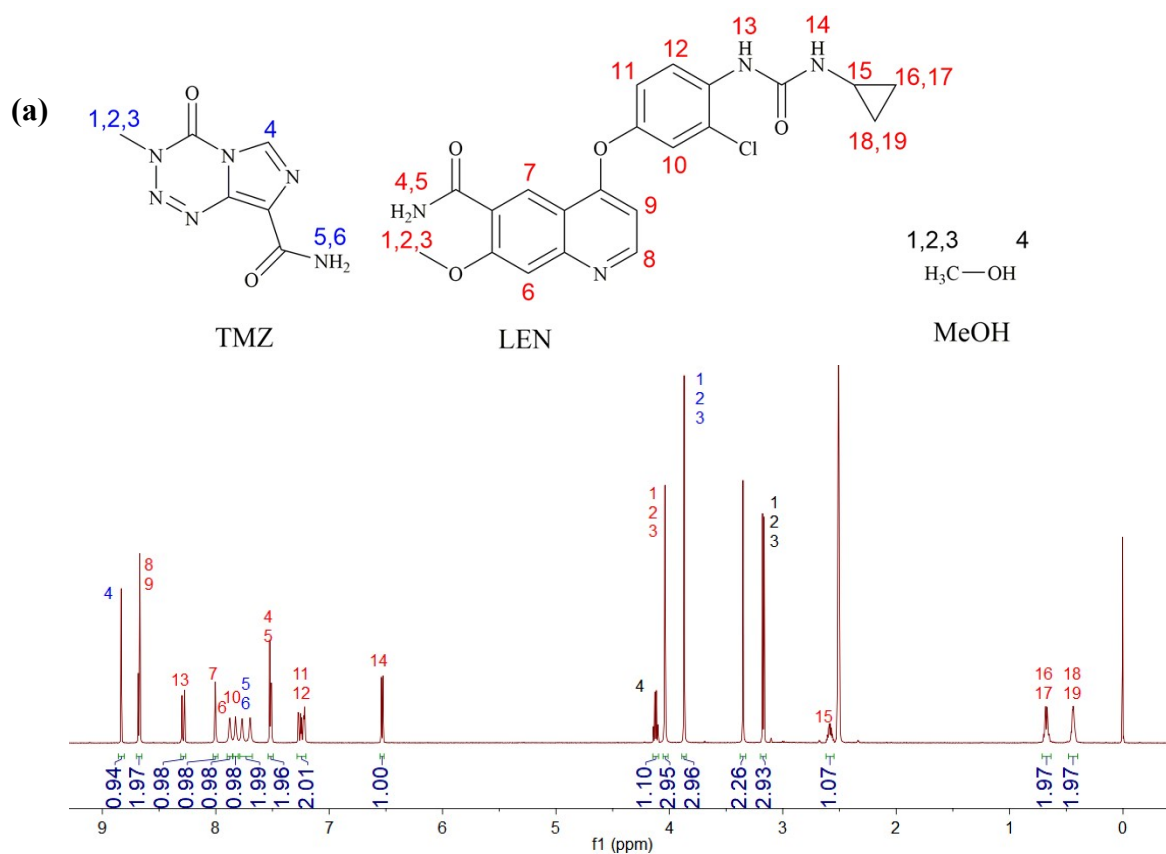 (a)
1,2,3
O
4
N
N
N
N
N
5,6
O
NH₂
TMZ
13
H
N
14
H
N
12
11
15
16,17
18,19
O
Cl
10
O
O
4,5
H₂N
7
9
1,2,3
O
6
N
8
LEN
1,2,3 4
H₃C—OH
MeOH
4
8
9
13
7
6
10
5
6
4
5
11
12
14
4
1
2
3
1
2
3
1
2
3
15
16
17
18
19
0.94
1.97
0.98
0.98
0.98
0.98
1.99
1.96
2.01
1.00
1.10
2.95
2.96
2.26
2.93
1.07
1.97
1.97
9 8 7 6 5 4 3 2 1 0
f1 (ppm)